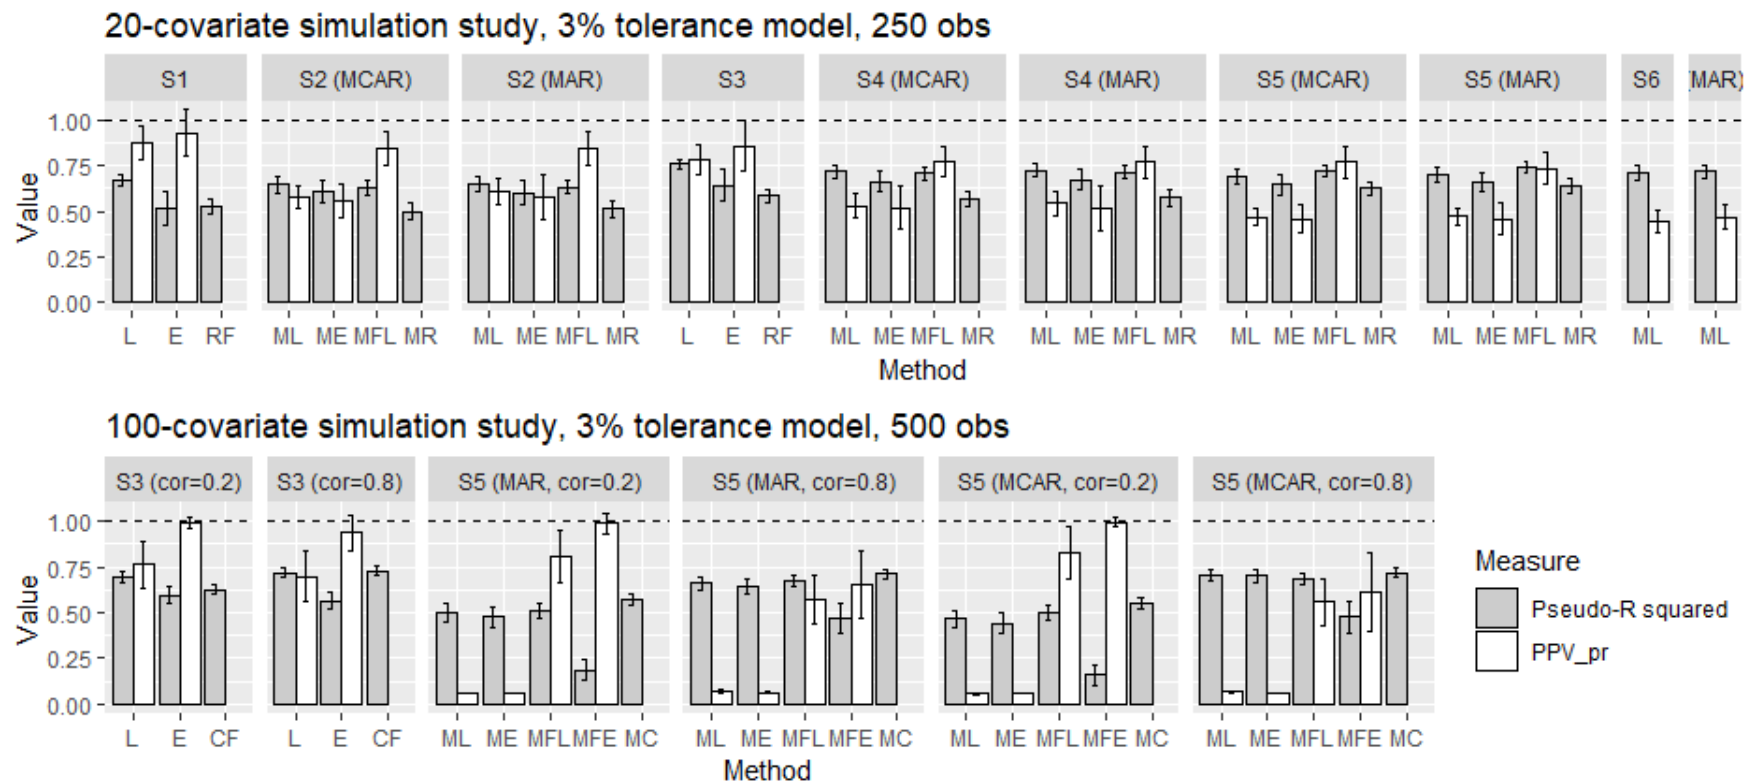 20-covariate simulation study, 3% tolerance model, 250 obs
S1 S2 (MCAR) S2 (MAR) S3 S4 (MCAR) S4 (MAR) S5 (MCAR) S5 (MAR) S6 (MAR)
1.00
0.75
0.50
0.25
0.00
Value
L E RF ML ME MFL MR ML ME MFL MR L E RF ML ME MFL MR ML ME MFL MR ML ME MFL MR ML ME MFL MR ML ML
Method
100-covariate simulation study, 3% tolerance model, 500 obs
S3 (cor=0.2) S3 (cor=0.8) S5 (MAR, cor=0.2) S5 (MAR, cor=0.8) S5 (MCAR, cor=0.2) S5 (MCAR, cor=0.8)
1.00
0.75
0.50
0.25
0.00
Value
L E CF L E CF ML ME MFL MFE MC ML ME MFL MFE MC ML ME MFL MFE MC ML ME MFL MFE MC
Method
Measure
Pseudo-R squared
PPV_pr